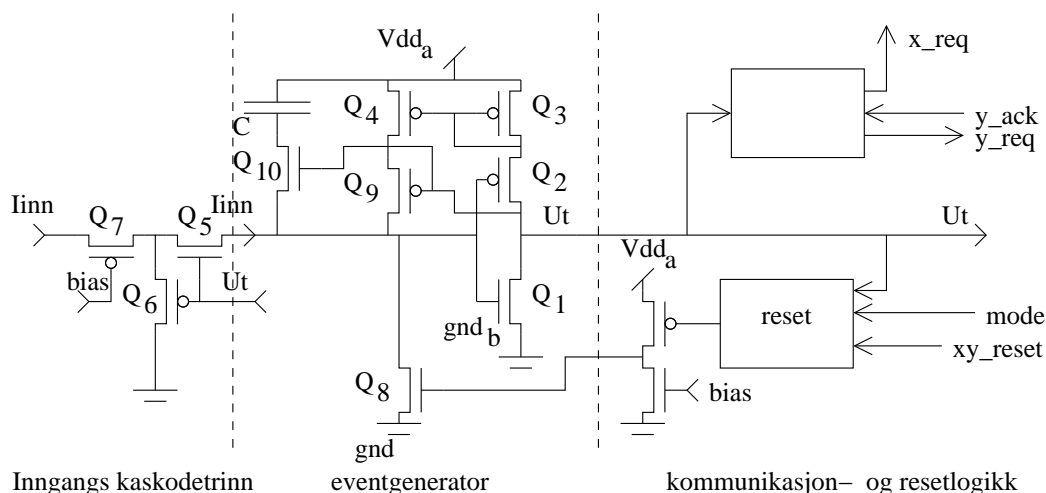 x_req
Vdd_a
Q_4
Q_3
C
y_ack
y_req
Q_10
Q_9
Q_2
Iinn
Q_7
Q_5
Iinn
Ut
Ut
Vdd_a
bias
Q_6
Ut
Q_1
reset
mode
gnd_b
xy_reset
Q_8
bias
gnd
Inngangs kaskodetrinn
eventgenerator
kommunikasjon– og resetlogikk